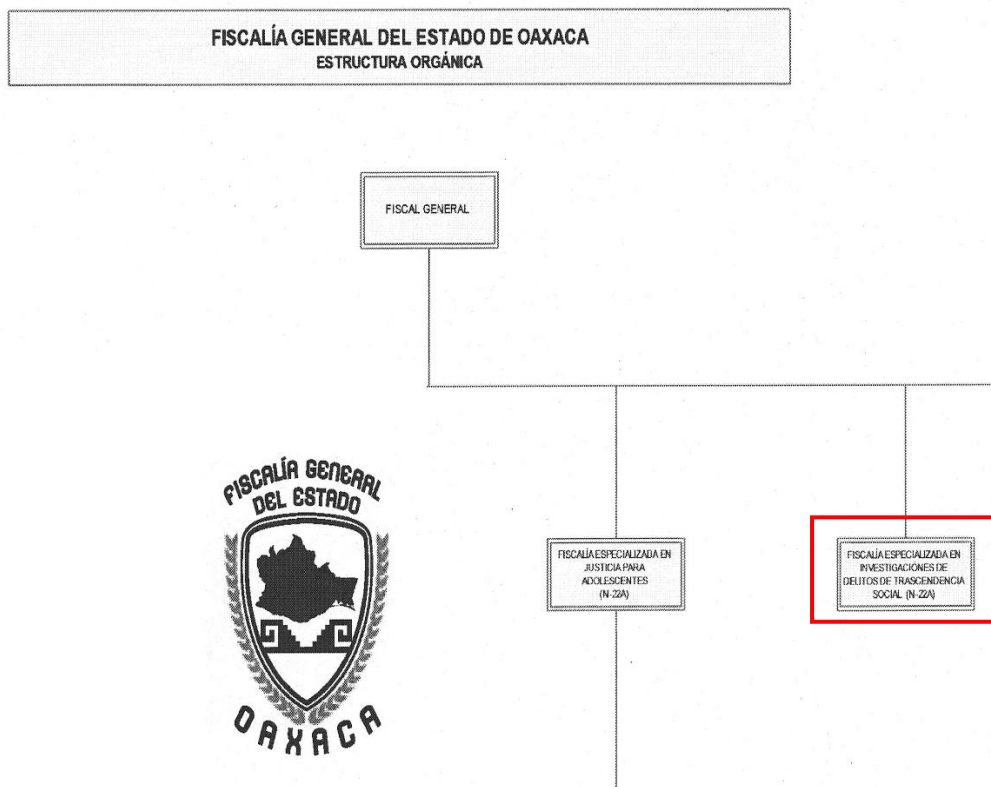 FISCALÍA GENERAL DEL ESTADO DE OAXACA
ESTRUCTURA ORGÁNICA
FISCAL GENERAL
FISCALÍA GENERAL
DEL ESTADO
OAXACA
FISCALÍA ESPECIALIZADA EN
JUSTICIA PARA
ADOLESCENTES
(N-22A)
FISCALÍA ESPECIALIZADA EN
INVESTIGACIÓNES DE
DELITOS DE TRASCENDENCIA
SOCIAL (N-22A)